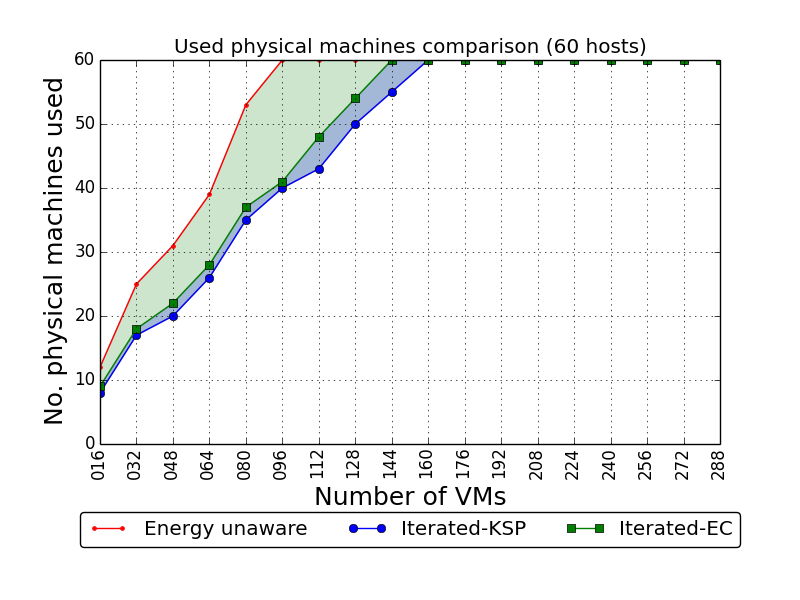 Used physical machines comparison (60 hosts)
No. physical machines used
60
50
40
30
20
10
0
016 032 048 064 080 096 112 128 144 160 176 192 208 224 240 256 272 288
Number of VMs
Energy unaware Iterated-KSP Iterated-EC